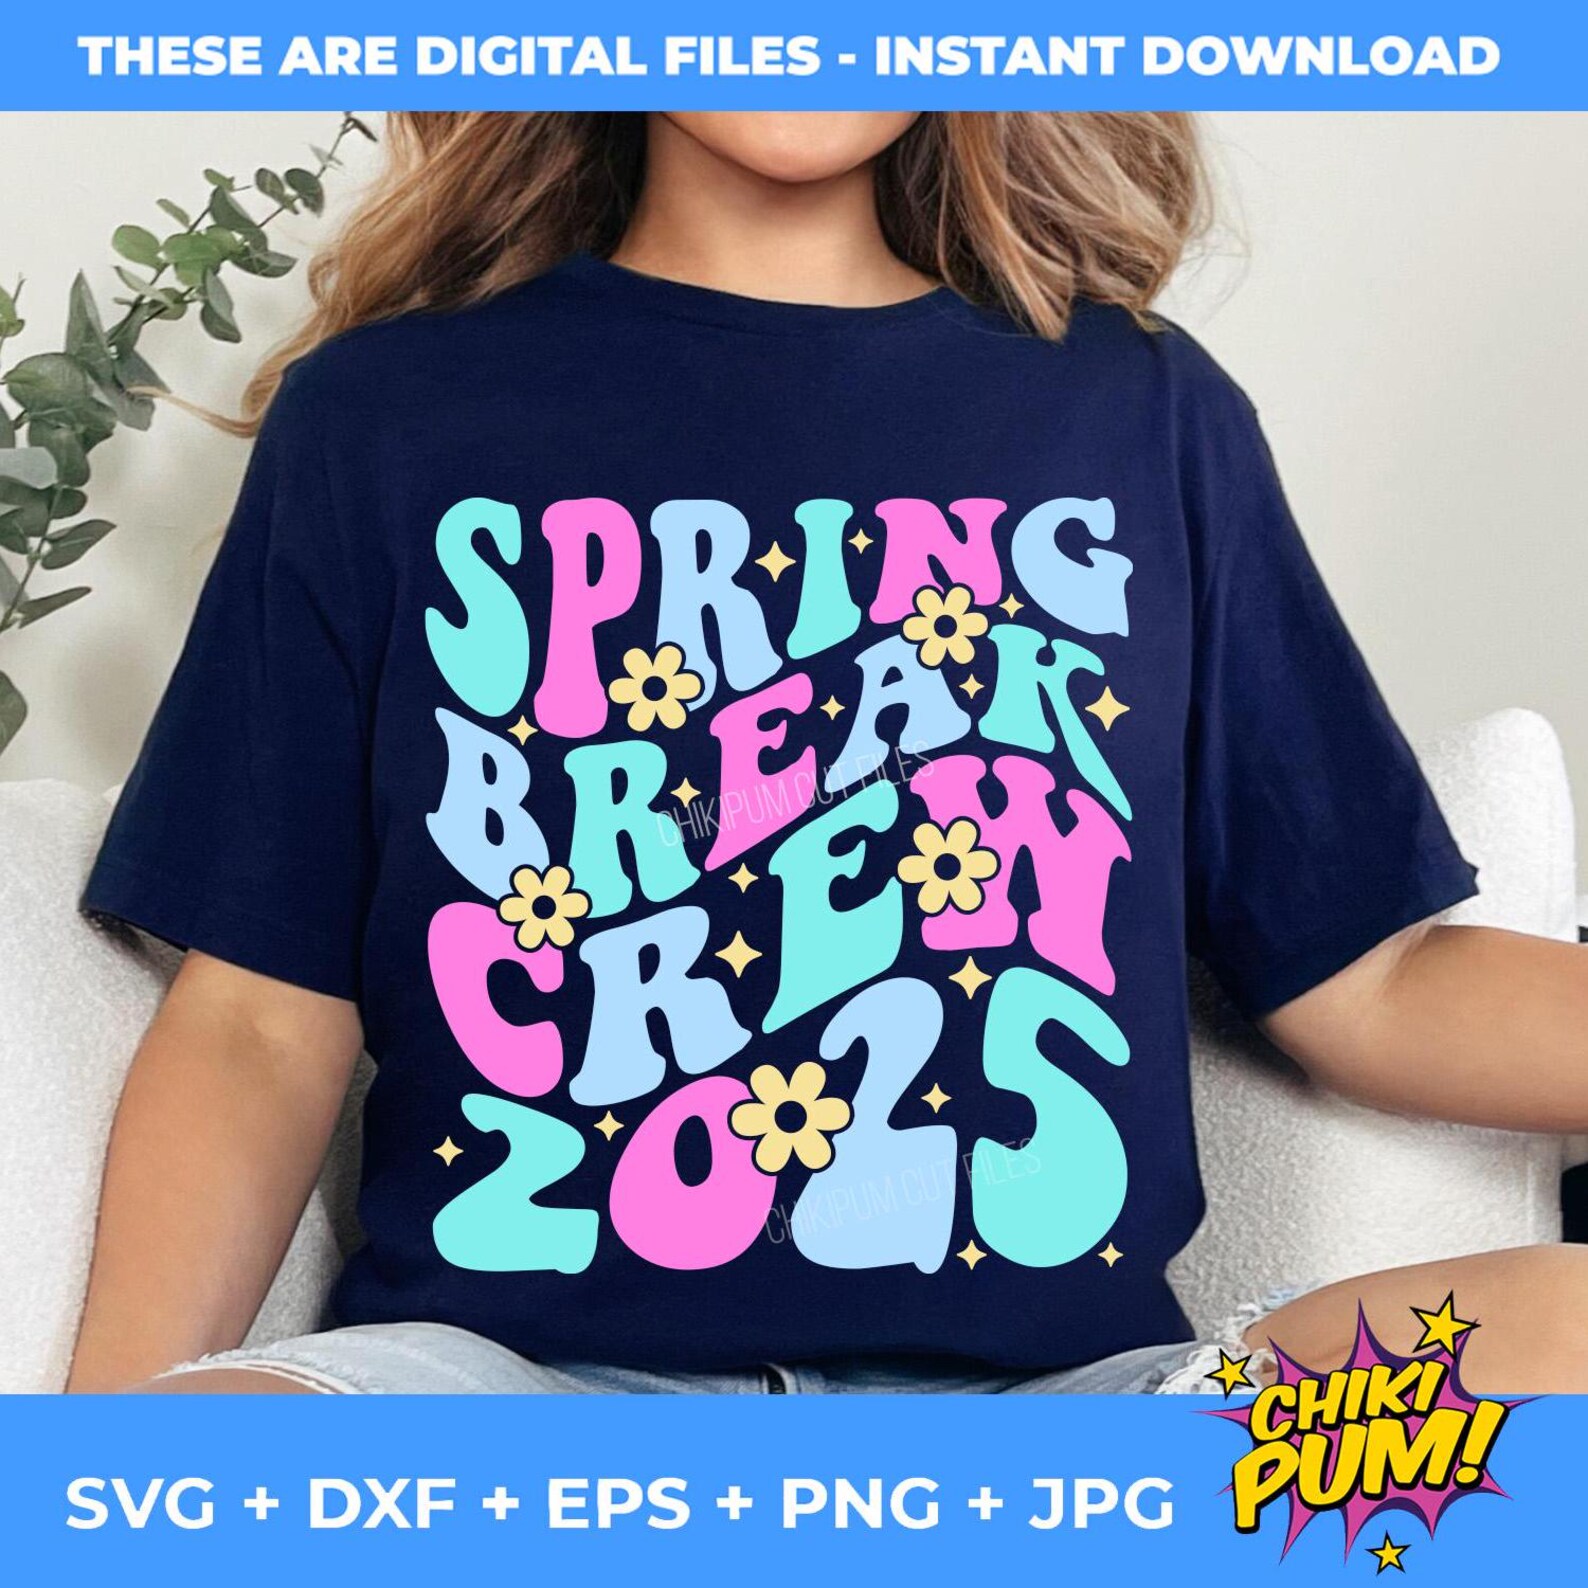 THESE ARE DIGITAL FILES - INSTANT DOWNLOAD
SPRING
BREAK
CHIKIPUM CUT FILES
CREW
2025
CHIKIPUM CUT FILES
CHIKI
PUM!
SVG + DXF + EPS + PNG + JPG